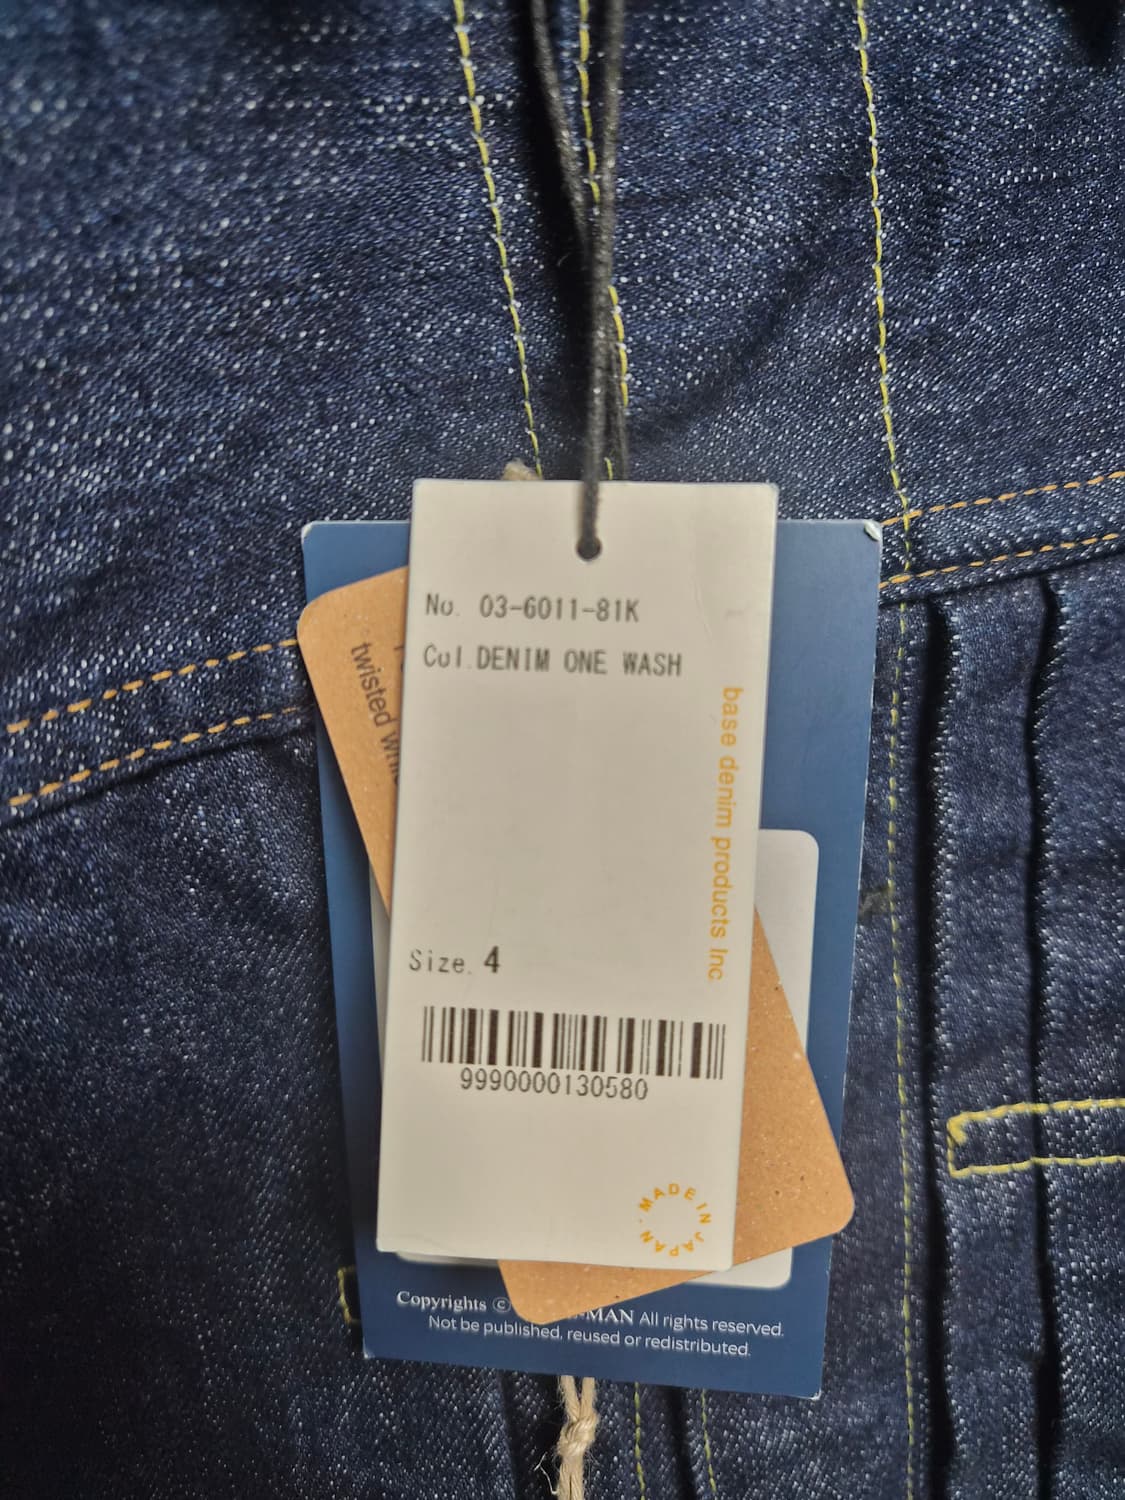 No. 03-6011-81K
Col.DENIM ONE WASH
base denim products Inc
Size. 4
9990000130580
MADE IN JAPAN
twisted
Copyrights ©
All rights reserved.
Not be published, reused or redistributed.